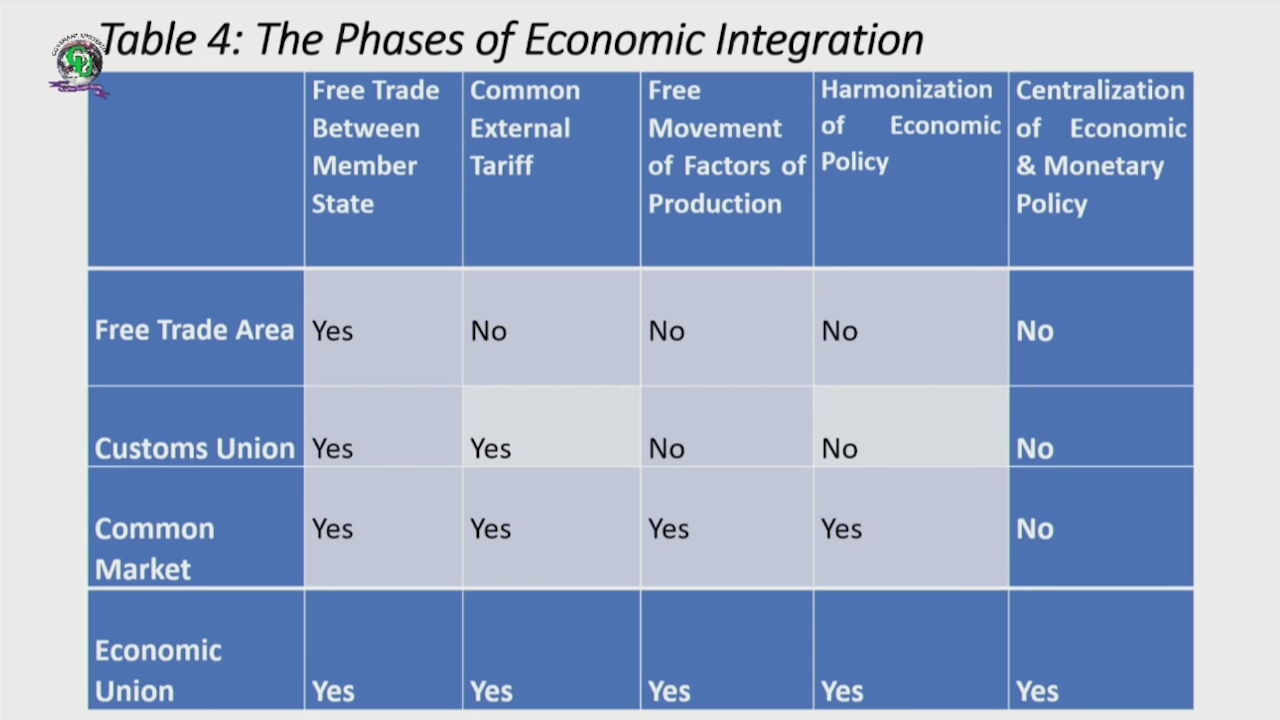 Table 4: The Phases of Economic Integration
Free Trade
Between
Member
State
Common
External
Tariff
Free
Movement
of Factors of
Production
Harmonization
of Economic
Policy
Centralization
of Economic
& Monetary
Policy
Free Trade Area Yes No No No No
Customs Union Yes Yes No No No
Common
Market
Yes Yes Yes Yes No
Economic
Union
Yes Yes Yes Yes Yes